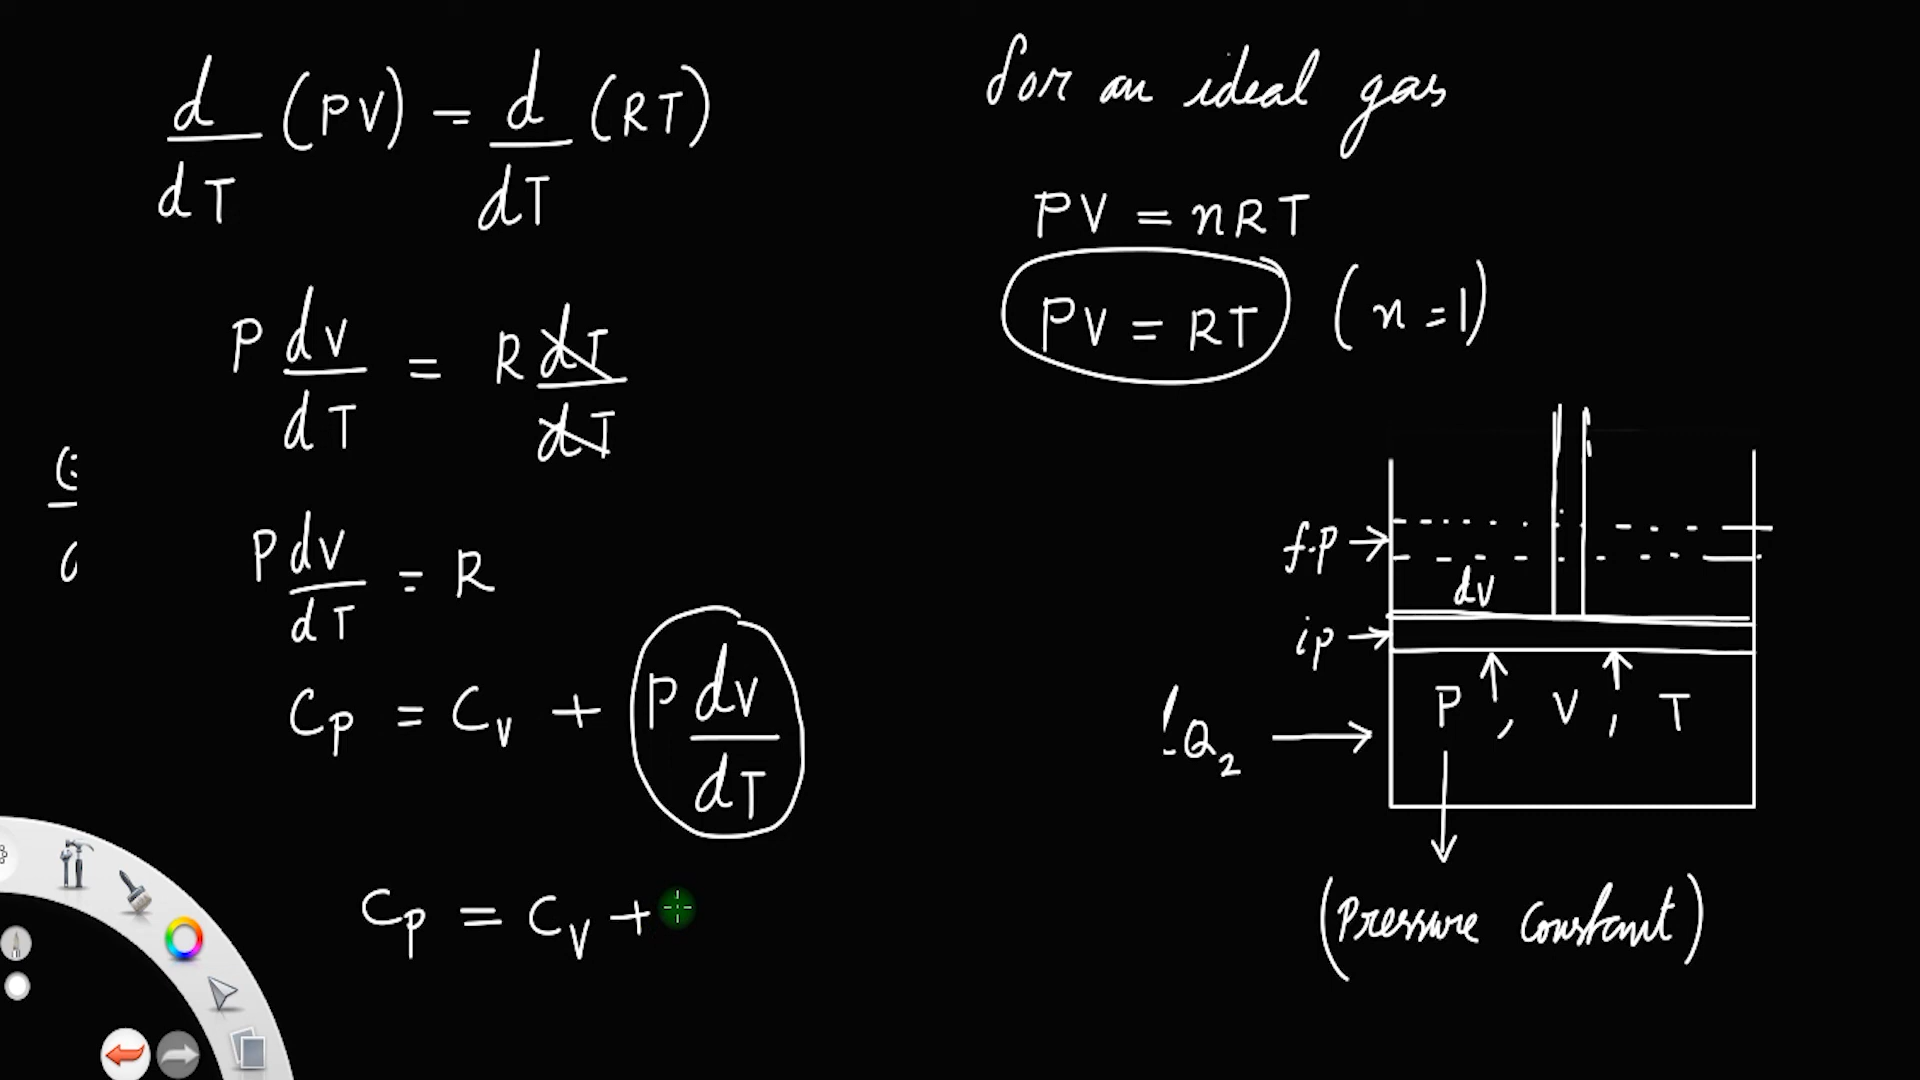 d/dT (PV) = d/dT (RT)
P dv/dT = R dT/dT
P dv/dT = R
Cp = Cv + P dv/dT
Cp = Cv +
for an ideal gas
PV = nRT
PV = RT (n=1)
f.p
dv
ip
P, V, T
Q2
(Pressure Constant)